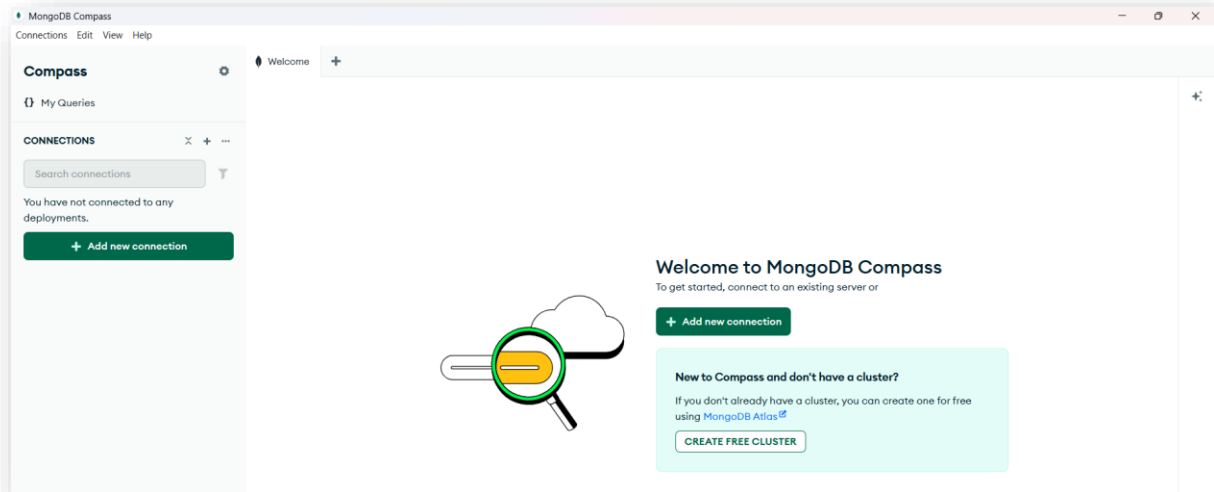 MongoDB Compass
Connections Edit View Help
Compass
{} My Queries
CONNECTIONS
Search connections
You have not connected to any
deployments.
+ Add new connection
Welcome
Welcome to MongoDB Compass
To get started, connect to an existing server or
+ Add new connection
New to Compass and don't have a cluster?
If you don't already have a cluster, you can create one for free
using MongoDB Atlas
CREATE FREE CLUSTER